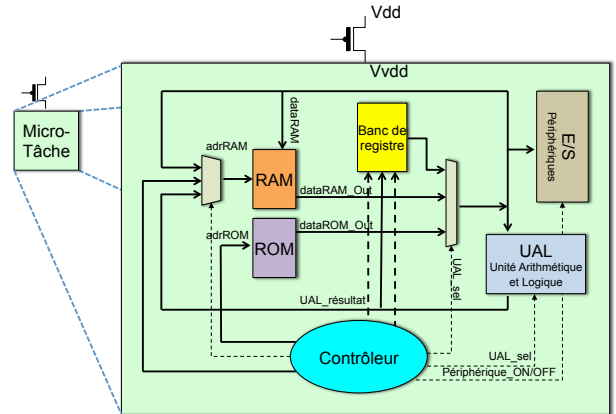 Vdd
Vvdd
Micro-
Tâche
adrRAM
dataRAM
Banc de
registre
E/S
Périphériques
RAM
dataRAM_Out
adrROM
ROM
dataROM_Out
UAL
Unité Arithmétique
et Logique
UAL_sel
UAL_résultat
Contrôleur
UAL_sel
Périphérique_ON/OFF